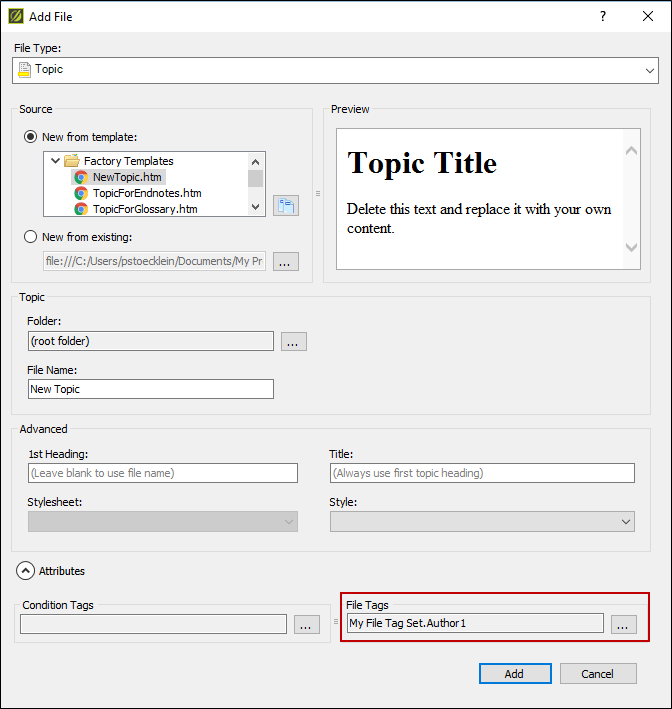 Add File
?
File Type:
Topic
Source
New from template:
Factory Templates
NewTopic.htm
TopicForEndnotes.htm
TopicForGlossary.htm
New from existing:
file:///C:/Users/pstoecklein/Documents/My Pr
...
Preview
Topic Title
Delete this text and replace it with your own
content.
Topic
Folder:
(root folder)
...
File Name:
New Topic
Advanced
1st Heading:
(Leave blank to use file name)
Title:
(Always use first topic heading)
Stylesheet:
Style:
Attributes
Condition Tags
...
File Tags
My File Tag Set.Author1
...
Add
Cancel